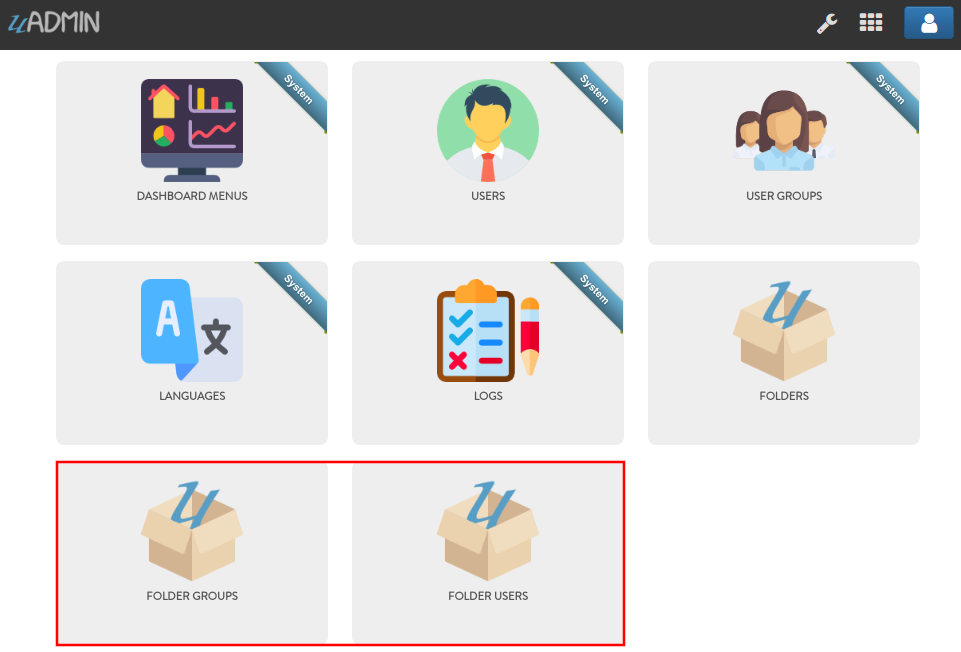 uADMIN
System
System
System
DASHBOARD MENUS
USERS
USER GROUPS
System
System
A 文
LANGUAGES
LOGS
u
FOLDERS
u
u
FOLDER GROUPS
FOLDER USERS